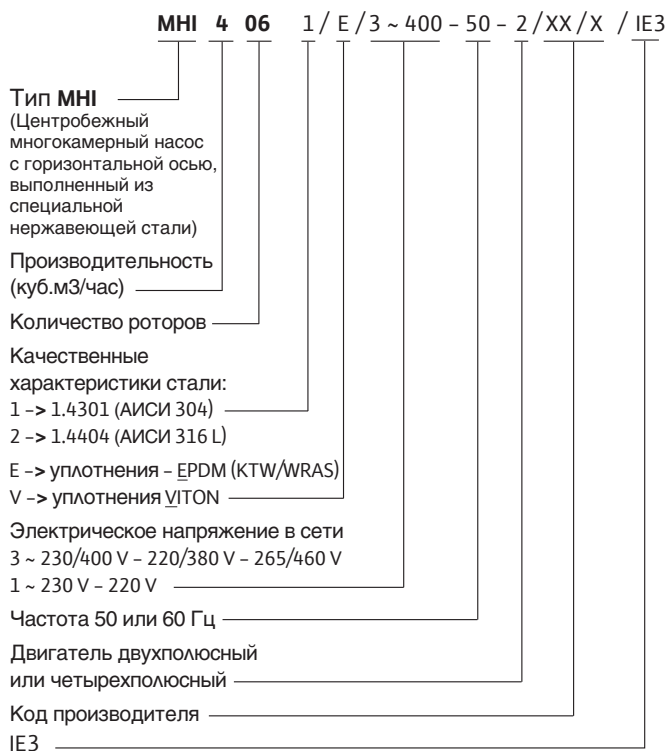 MHI 4 06 1 / E / 3 ~ 400 – 50 – 2 / XX / X / IE3
Тип MHI
(Центробежный
многокамерный насос
с горизонтальной осью,
выполненный из
специальной
нержавеющей стали)
Производительность
(куб.м3/час)
Количество роторов
Качественные
характеристики стали:
1 –> 1.4301 (АИСИ 304)
2 –> 1.4404 (АИСИ 316 L)
E –> уплотнения – EPDM (KTW/WRAS)
V –> уплотнения VITON
Электрическое напряжение в сети
3 ~ 230/400 V – 220/380 V – 265/460 V
1 ~ 230 V – 220 V
Частота 50 или 60 Гц
Двигатель двухполюсный
или четырехполюсный
Код производителя
IE3